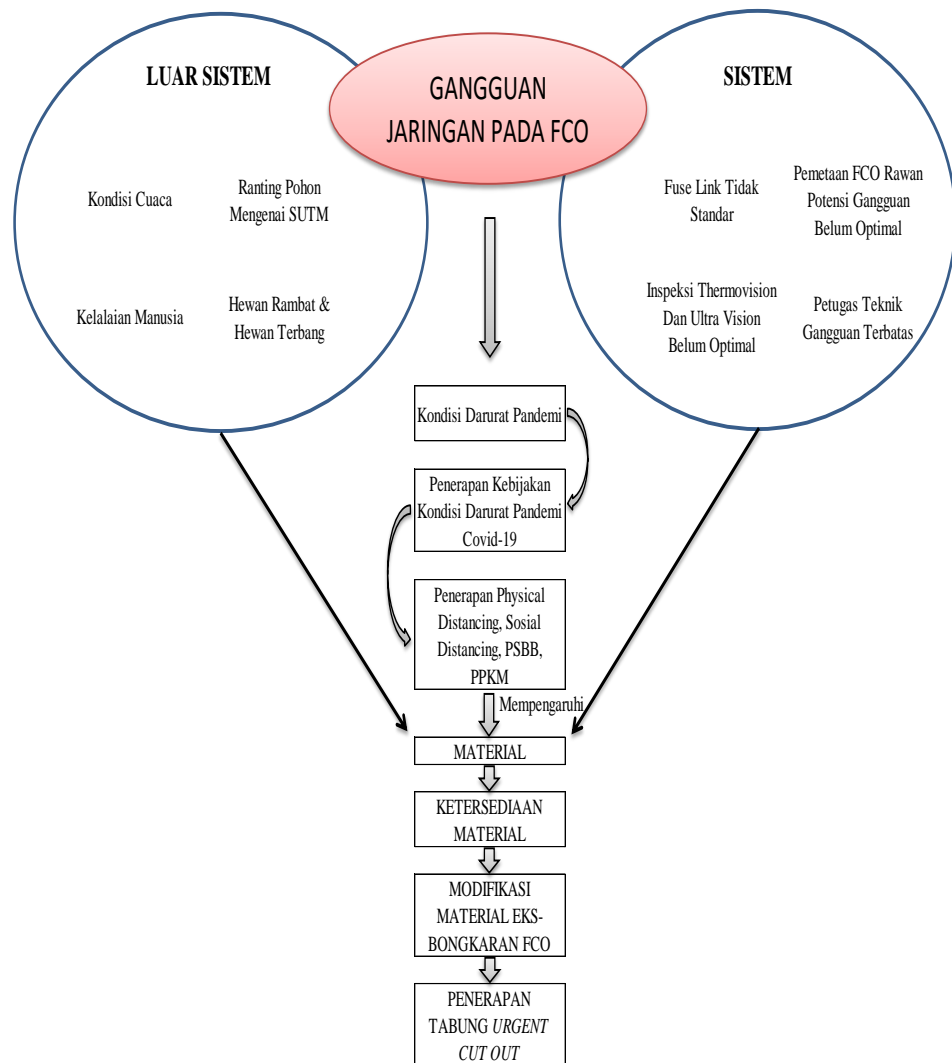 LUAR SISTEM
Kondisi Cuaca
Ranting Pohon
Mengenai SUTM
Kelalaian Manusia
Hewan Rambat &
Hewan Terbang
GANGGUAN
JARINGAN PADA FCO
SISTEM
Fuse Link Tidak
Standar
Pemetaan FCO Rawan
Potensi Gangguan
Belum Optimal
Inspeksi Thermovision
Dan Ultra Vision
Belum Optimal
Petugas Teknik
Gangguan Terbatas
Kondisi Darurat Pandemi
Penerapan Kebijakan
Kondisi Darurat Pandemi
Covid-19
Penerapan Physical
Distancing, Sosial
Distancing, PSBB,
PPKM
Mempengaruhi
MATERIAL
KETERSEDIAAN
MATERIAL
MODIFIKASI
MATERIAL EKS-
BONGKARAN FCO
PENERAPAN
TABUNG URGENT
CUT OUT